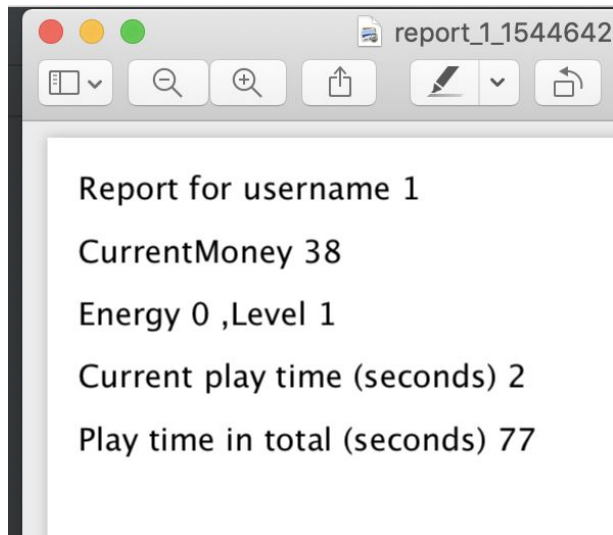 report_1_1544642
Report for username 1
CurrentMoney 38
Energy 0 ,Level 1
Current play time (seconds) 2
Play time in total (seconds) 77